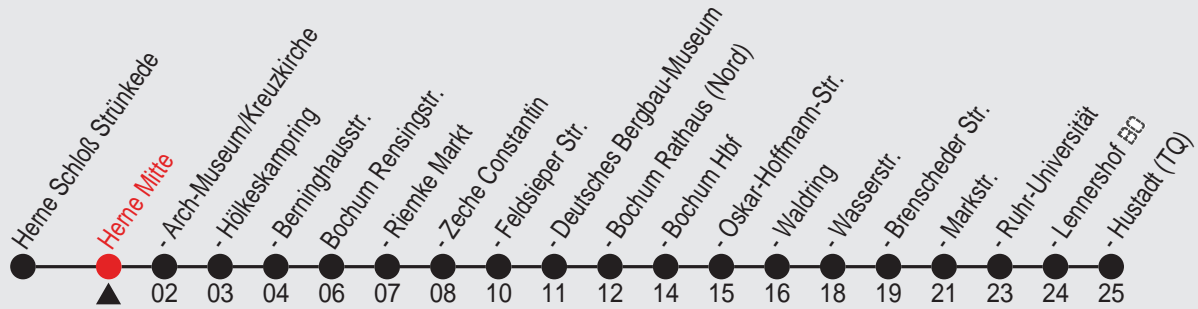 Herne Schloß Strünkede
Herne Mitte
- Arch-Museum/Kreuzkirche
- Hölkeskampring
- Berninghausstr.
Bochum Rensingstr.
- Riemke Markt
- Zeche Constantin
- Feldsieper Str.
- Deutsches Bergbau-Museum
- Bochum Rathaus (Nord)
- Bochum Hbf
- Oskar-Hoffmann-Str.
- Waldring
- Wasserstr.
- Brenscheder Str.
- Markstr.
- Ruhr-Universität
- Lennershof BO
- Hustadt (TQ)
02 03 04 06 07 08 10 11 12 14 15 16 18 19 21 23 24 25